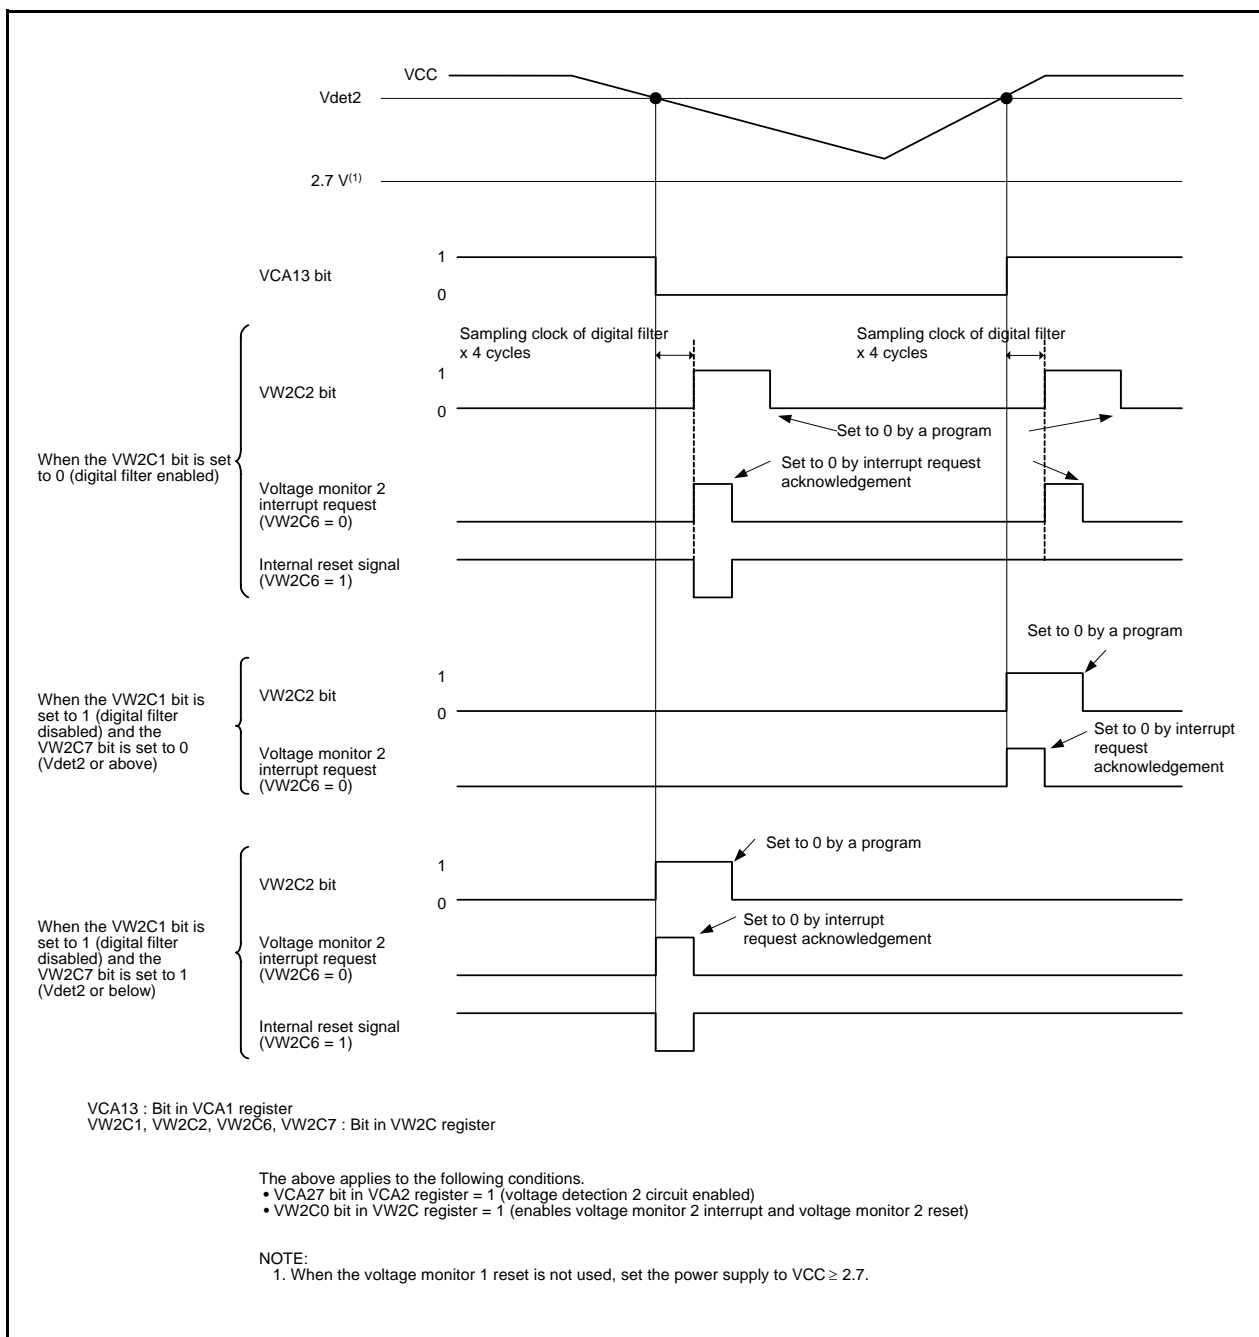 VCC
Vdet2
2.7 V(1)
VCA13 bit
1
0
Sampling clock of digital filter
x 4 cycles
Sampling clock of digital filter
x 4 cycles
When the VW2C1 bit is set
to 0 (digital filter enabled)
VW2C2 bit
1
0
Set to 0 by a program
Set to 0 by interrupt request
acknowledgement
Voltage monitor 2
interrupt request
(VW2C6 = 0)
Internal reset signal
(VW2C6 = 1)
Set to 0 by a program
When the VW2C1 bit is
set to 1 (digital filter
disabled) and the
VW2C7 bit is set to 0
(Vdet2 or above)
VW2C2 bit
1
0
Voltage monitor 2
interrupt request
(VW2C6 = 0)
Set to 0 by interrupt
request
acknowledgement
When the VW2C1 bit is
set to 1 (digital filter
disabled) and the
VW2C7 bit is set to 1
(Vdet2 or below)
VW2C2 bit
1
0
Set to 0 by a program
Voltage monitor 2
interrupt request
(VW2C6 = 0)
Set to 0 by interrupt
request acknowledgement
Internal reset signal
(VW2C6 = 1)
VCA13 : Bit in VCA1 register
VW2C1, VW2C2, VW2C6, VW2C7 : Bit in VW2C register
The above applies to the following conditions.
• VCA27 bit in VCA2 register = 1 (voltage detection 2 circuit enabled)
• VW2C0 bit in VW2C register = 1 (enables voltage monitor 2 interrupt and voltage monitor 2 reset)
NOTE:
1. When the voltage monitor 1 reset is not used, set the power supply to VCC ≥ 2.7.